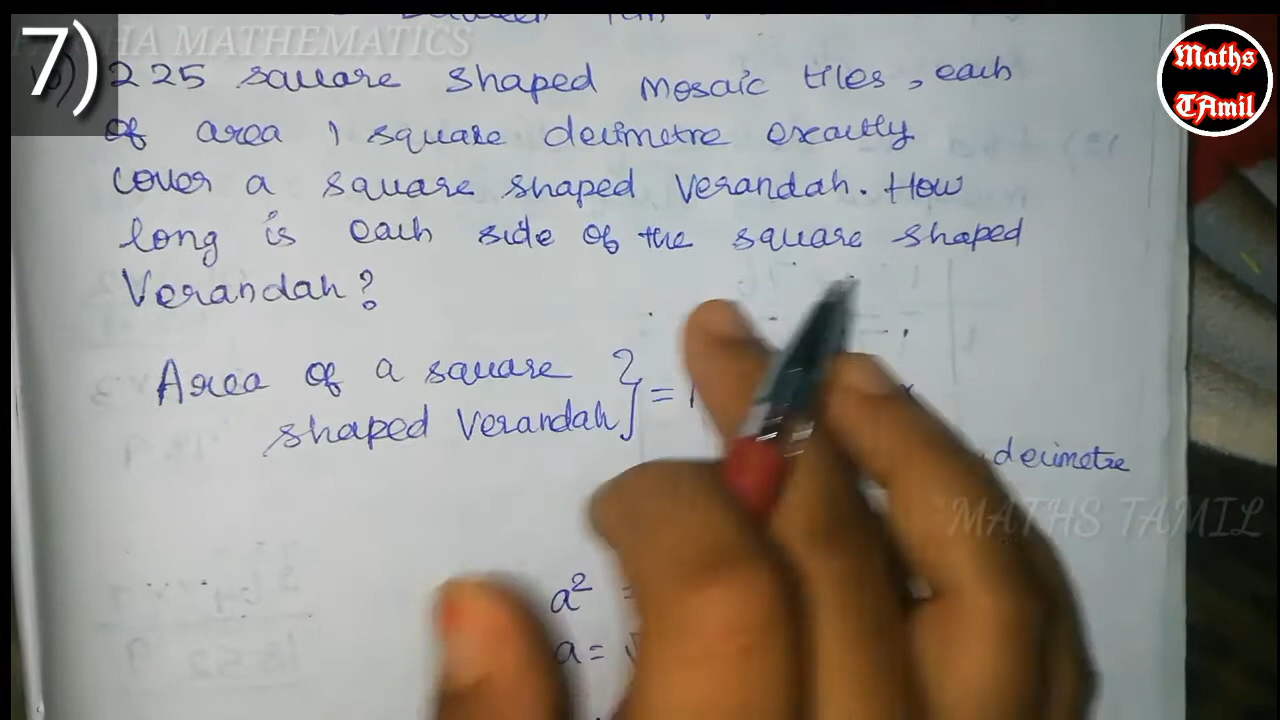 7)
MATHEMATICS
Maths
TAmil
225 square shaped mosaic tiles, each
of area 1 square decimetre exactly
cover a square shaped Verandah. How
long is each side of the square shaped
Verandah?
Area of a square
shaped Verandah} =
decimetre
MATHS TAMIL
a² =
a = √